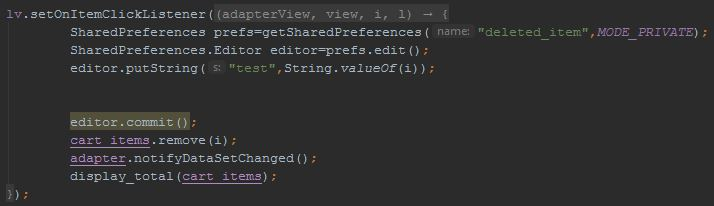 lv.setOnItemClickListener((adapterView, view, i, l) → {
SharedPreferences prefs=getSharedPreferences( name: "deleted_item",MODE_PRIVATE);
SharedPreferences.Editor editor=prefs.edit();
editor.putString( s: "test",String.valueOf(i));
editor.commit();
cart_items.remove(i);
adapter.notifyDataSetChanged();
display_total(cart_items);
});